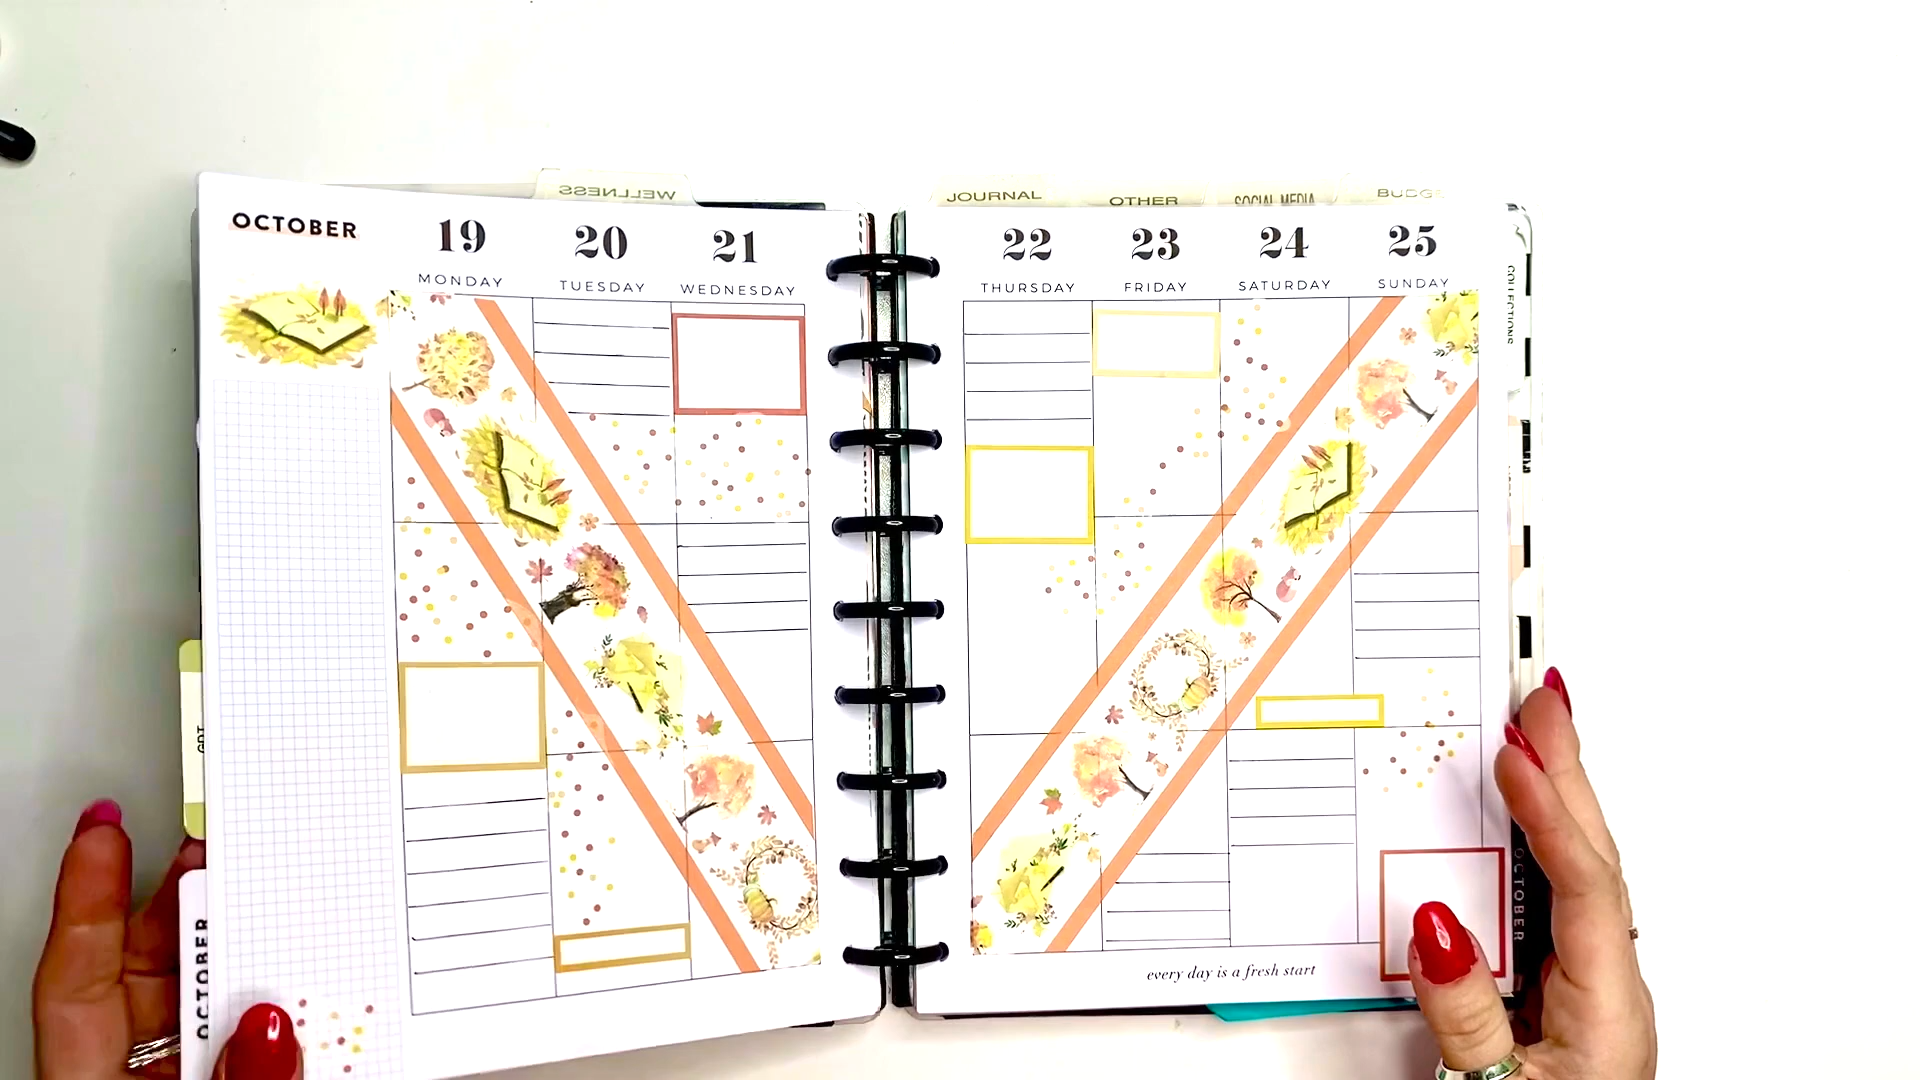 WELLNESS
JOURNAL
OTHER
SOCIAL MEDIA
OCTOBER
19
MONDAY
20
TUESDAY
21
WEDNESDAY
22
THURSDAY
23
FRIDAY
24
SATURDAY
25
SUNDAY
COLLECTIONS
OCTOBER
OCTOBER
every day is a fresh start